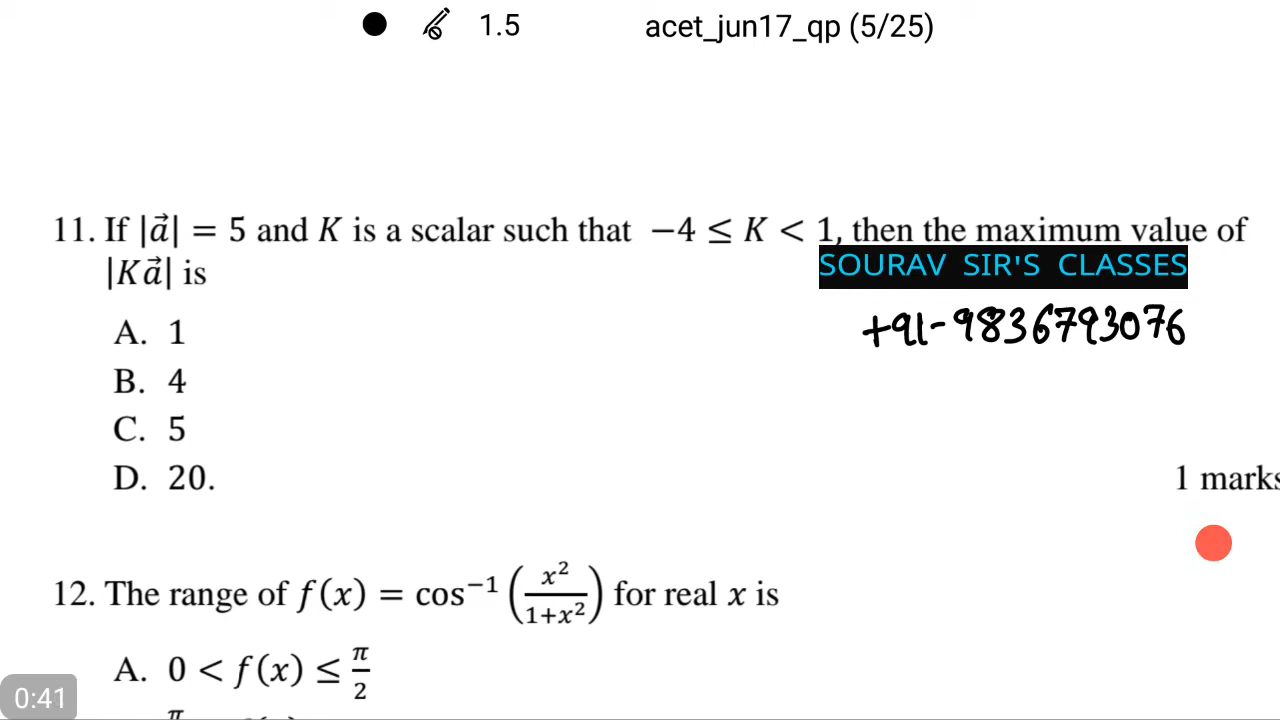 1.5 acet_jun17_qp (5/25)
11. If |a⃗| = 5 and K is a scalar such that −4 ≤ K < 1, then the maximum value of
|Ka⃗| is
SOURAV SIR'S CLASSES
+91-9836793076
A. 1
B. 4
C. 5
D. 20.
1 marks
12. The range of f(x) = cos⁻¹(x²/(1+x²)) for real x is
A. 0 < f(x) ≤ π/2
0:41